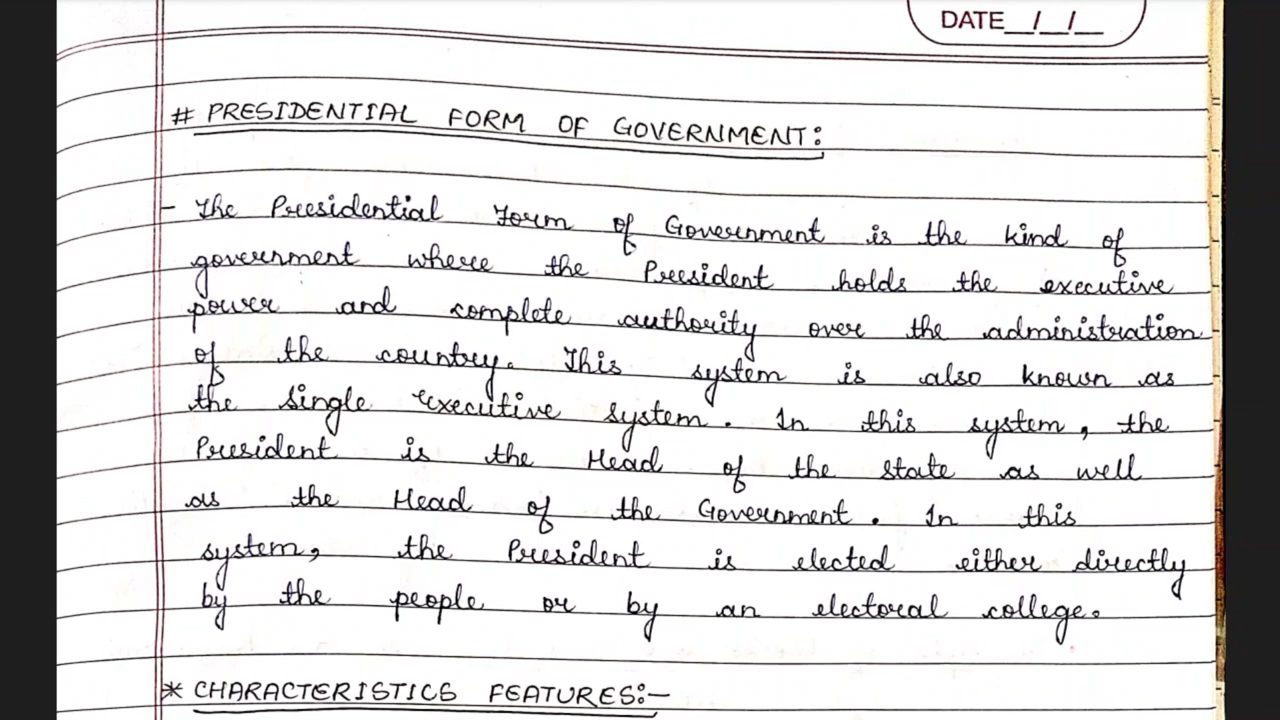 DATE__/__/__
# PRESIDENTIAL FORM OF GOVERNMENT:
- The Presidential Form of Government is the kind of
government where the President holds the executive
power and complete authority over the administration
of the country. This system is also known as
the single executive system. In this system, the
President is the Head of the state as well
as the Head of the Government. In this
system, the President is elected either directly
by the people or by an electoral college.
* CHARACTERISTICS FEATURES:-